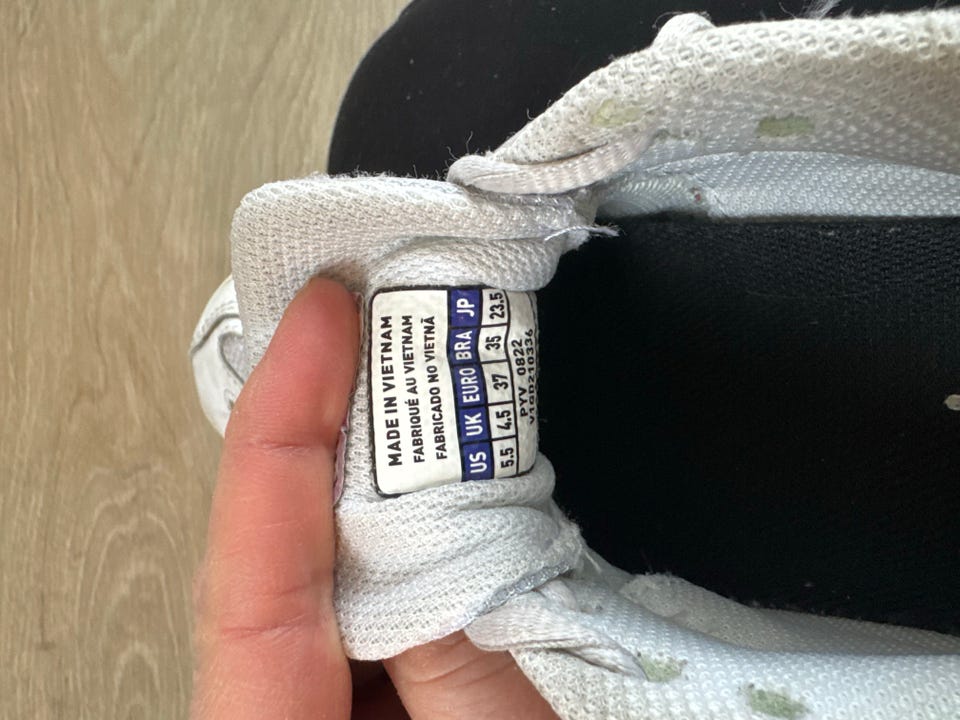 MADE IN VIETNAM
FABRIQUÉ AU VIETNAM
FABRICADO NO VIETNÃ
US UK EURO BRA JP
5.5 4.5 37 35 23.5
PYV 0822
V1SD210336